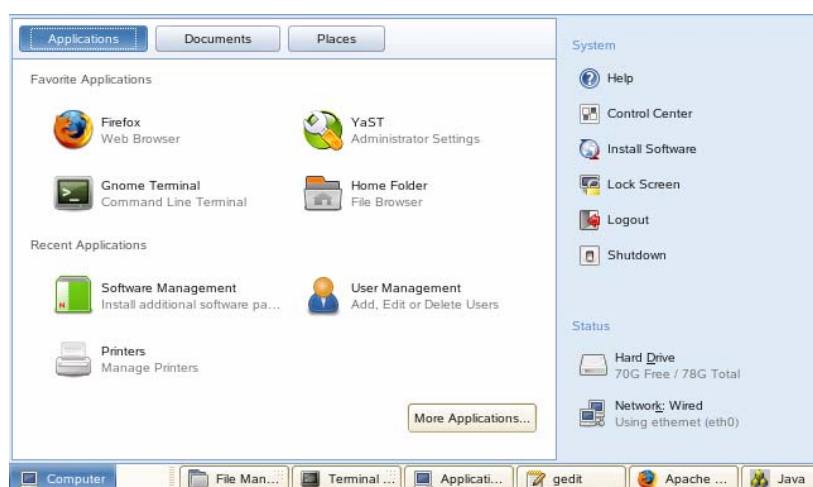 Applications
Documents
Places
Favorite Applications
Firefox
Web Browser
YaST
Administrator Settings
Gnome Terminal
Command Line Terminal
Home Folder
File Browser
Recent Applications
Software Management
Install additional software pa...
User Management
Add, Edit or Delete Users
Printers
Manage Printers
More Applications...
System
Help
Control Center
Install Software
Lock Screen
Logout
Shutdown
Status
Hard Drive
70G Free / 78G Total
Network: Wired
Using ethernet (eth0)
Computer
File Man...
Terminal ...
Applicati...
gedit
Apache ...
Java